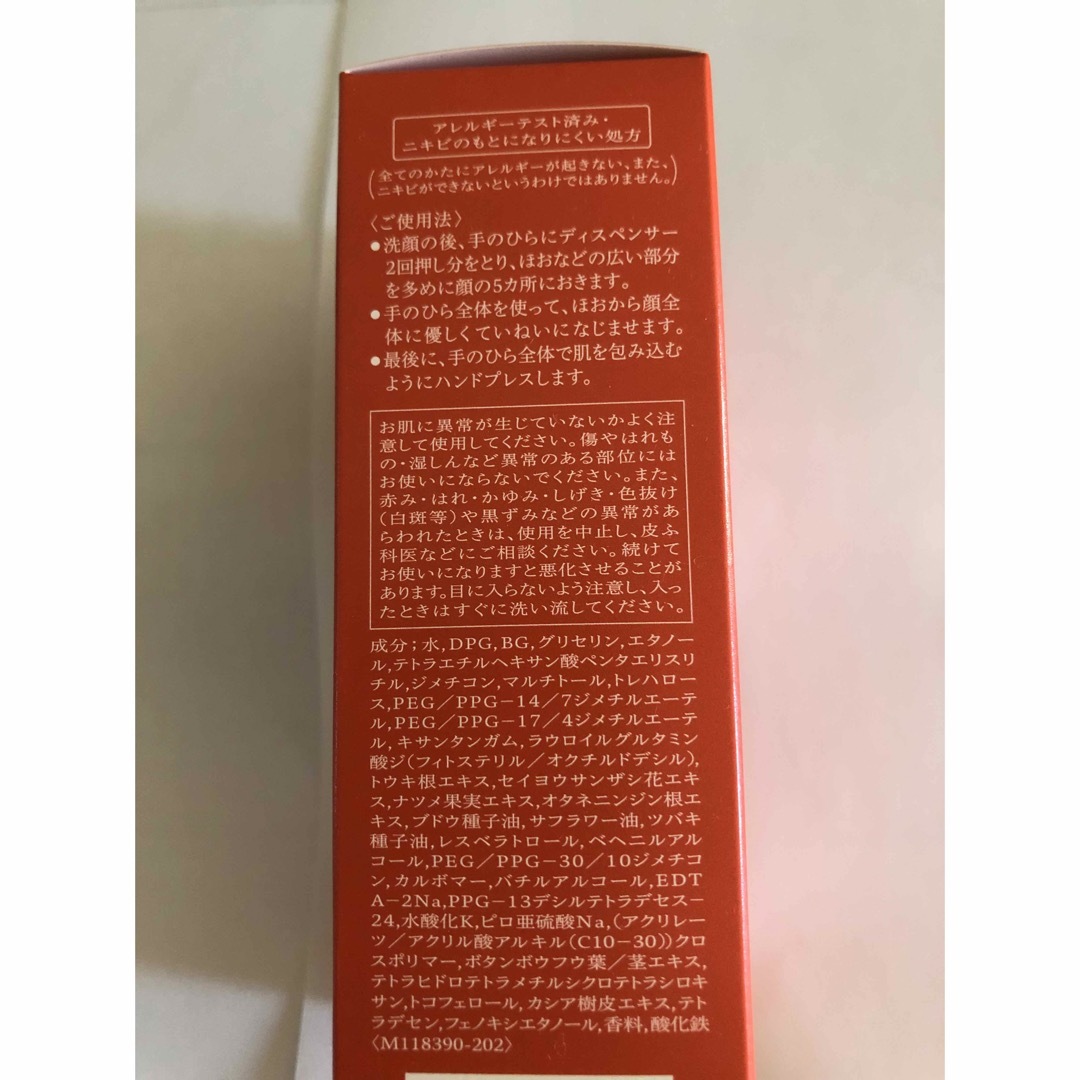 アレルギーテスト済み・
ニキビのもとになりにくい処方
(全てのかたにアレルギーが起きない、また、
ニキビができないというわけではありません。)
〈ご使用法〉
●洗顔の後、手のひらにディスペンサー
2回押し分をとり、ほおなどの広い部分
を多めに顔の5カ所におきます。
●手のひら全体を使って、ほおから顔全
体に優しくていねいになじませます。
●最後に、手のひら全体で肌を包み込む
ようにハンドプレスします。
お肌に異常が生じていないかよく注
意して使用してください。傷やはれも
の・湿しんなど異常のある部位には
お使いにならないでください。また、
赤み・はれ・かゆみ・しげき・色抜け
(白斑等)や黒ずみなどの異常があ
らわれたときは、使用を中止し、皮ふ
科医などにご相談ください。続けて
お使いになりますと悪化させることが
あります。目に入らないよう注意し、入っ
たときはすぐに洗い流してください。
成分;水,DPG,BG,グリセリン,エタノー
ル,テトラエチルヘキサン酸ペンタエリスリ
チル,ジメチコン,マルチトール,トレハロー
ス,PEG/PPG-14/7ジメチルエーテ
ル,PEG/PPG-17/4ジメチルエーテ
ル,キサンタンガム,ラウロイルグルタミン
酸ジ(フィトステリル/オクチルドデシル),
トウキ根エキス,セイヨウサンザシ花エキ
ス,ナツメ果実エキス,オタネニンジン根エ
キス,ブドウ種子油,サフラワー油,ツバキ
種子油,レスベラトロール,ベヘニルアル
コール,PEG/PPG-30/10ジメチコ
ン,カルボマー,バチルアルコール,EDT
A-2Na,PPG-13デシルテトラデセス-
24,水酸化K,ピロ亜硫酸Na,(アクリレー
ツ/アクリル酸アルキル(C10-30))クロ
スポリマー,ボタンボウフウ葉/茎エキス,
テトラヒドロテトラメチルシクロテトラシロキ
サン,トコフェロール,カシア樹皮エキス,テト
ラデセン,フェノキシエタノール,香料,酸化鉄
〈M118390-202〉